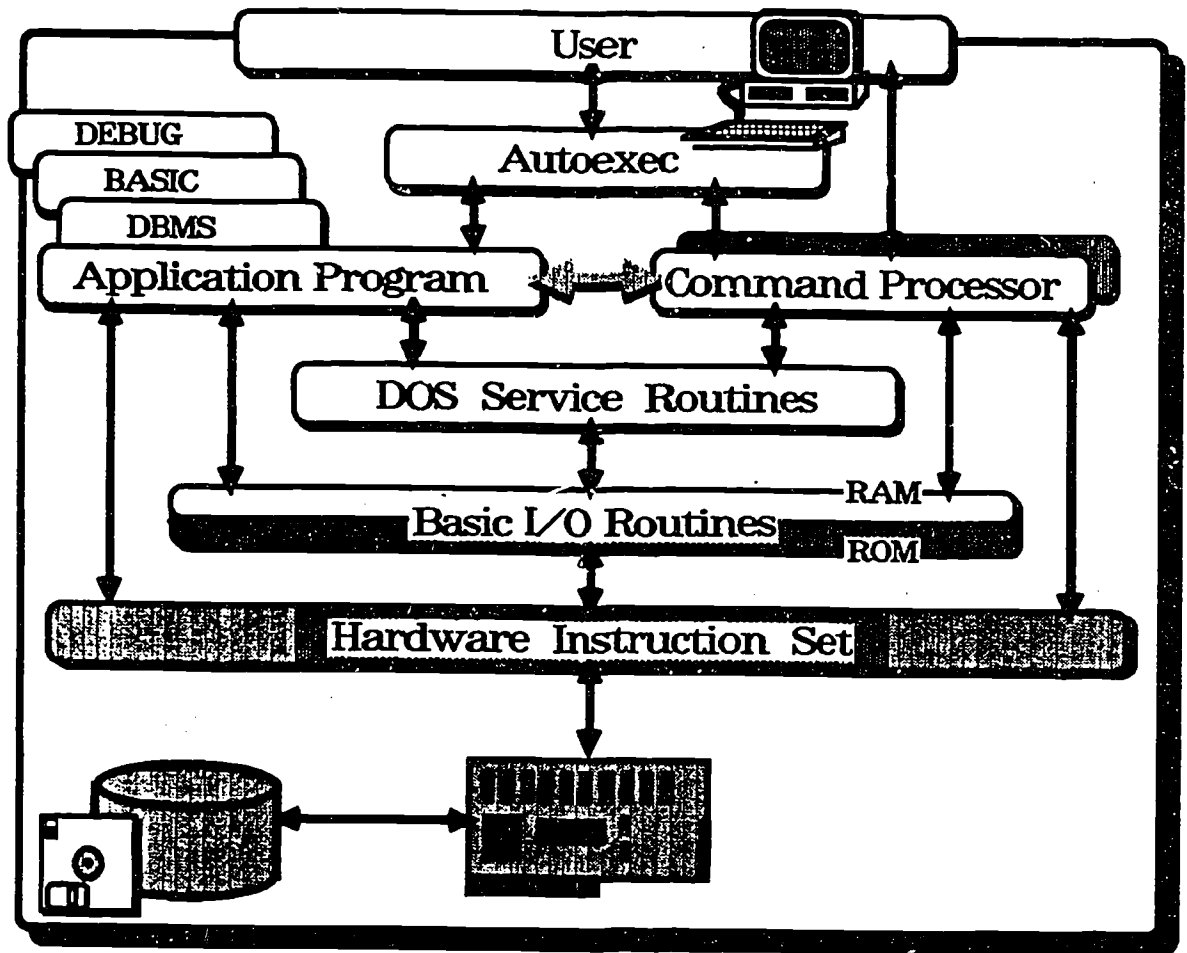 User
DEBUG
Autoexec
BASIC
DBMS
Application Program
Command Processor
DOS Service Routines
RAM
Basic I/O Routines
ROM
Hardware Instruction Set